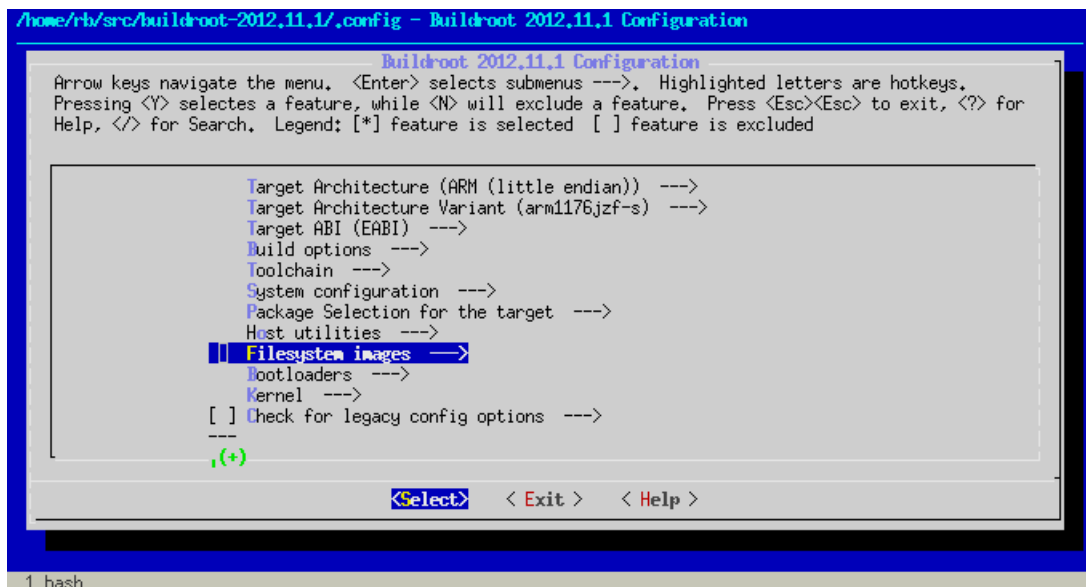 /home/rb/src/buildroot-2012.11.1/.config - Buildroot 2012.11.1 Configuration
Buildroot 2012.11.1 Configuration
Arrow keys navigate the menu.  <Enter> selects submenus --->.  Highlighted letters are hotkeys.
Pressing <Y> selectes a feature, while <N> will exclude a feature.  Press <Esc><Esc> to exit, <?> for
Help, </> for Search.  Legend: [*] feature is selected  [ ] feature is excluded
Target Architecture (ARM (little endian))  --->
Target Architecture Variant (arm1176jzf-s)  --->
Target ABI (EABI)  --->
Build options  --->
Toolchain  --->
System configuration  --->
Package Selection for the target  --->
Host utilities  --->
Filesystem images  --->
Bootloaders  --->
Kernel  --->
[ ] Check for legacy config options  --->
---
(+)
<Select>    < Exit >    < Help >
1 bash